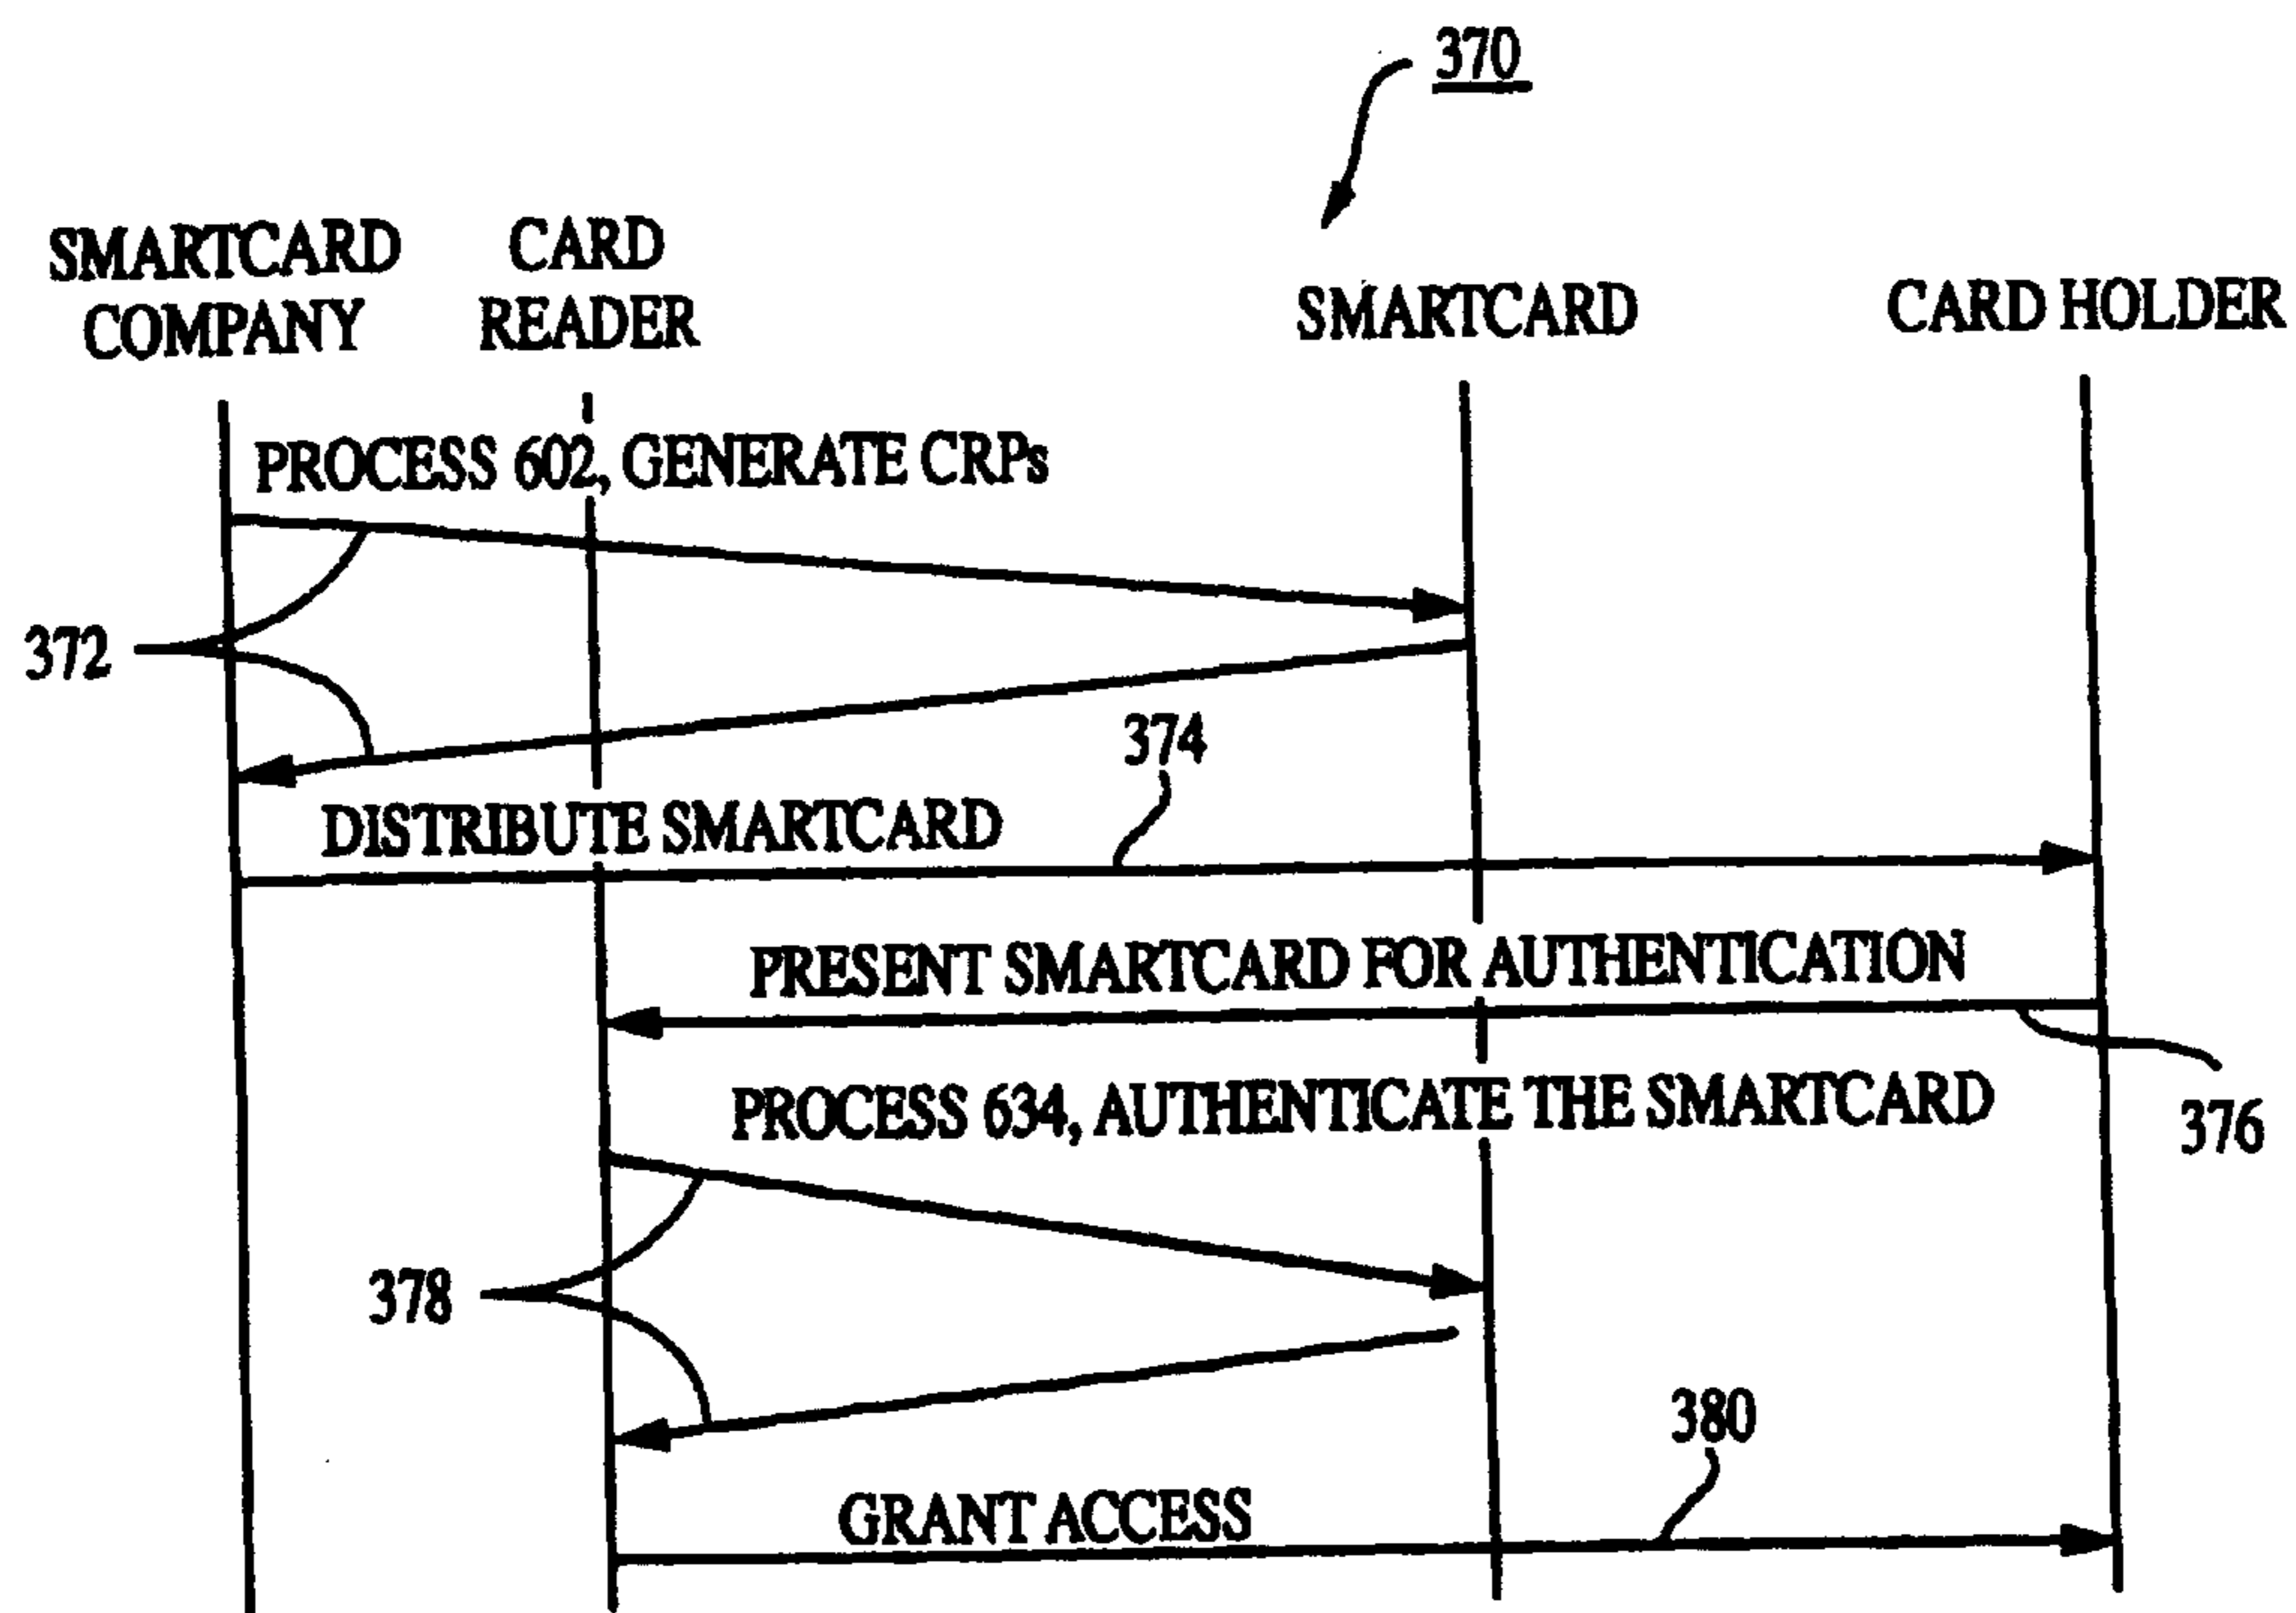 370
SMARTCARD
COMPANY
CARD
READER
SMARTCARD
CARD HOLDER
PROCESS 602, GENERATE CRPs
372
374
DISTRIBUTE SMARTCARD
PRESENT SMARTCARD FOR AUTHENTICATION
376
PROCESS 634, AUTHENTICATE THE SMARTCARD
378
380
GRANT ACCESS